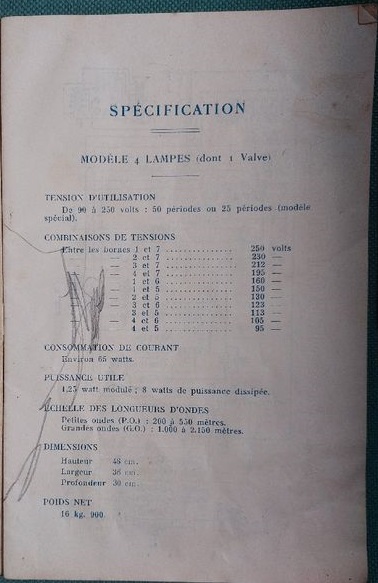 SPÉCIFICATION
MODÈLE 4 LAMPES (dont 1 Valve)
TENSION D'UTILISATION
De 90 à 250 volts : 50 périodes ou 25 périodes (modèle
spécial).
COMBINAISONS DE TENSIONS
Entre les bornes 1 et 7 .............. 250 volts
— 2 et 7 .............. 230 —
— 3 et 7 .............. 212 —
— 4 et 7 .............. 195 —
— 1 et 6 .............. 160 —
— 1 et 5 .............. 150 —
— 2 et 5 .............. 130 —
— 3 et 6 .............. 123 —
— 3 et 5 .............. 113 —
— 4 et 6 .............. 105 —
— 4 et 5 .............. 95 —
CONSOMMATION DE COURANT
Environ 65 watts.
PUISSANCE UTILE
1,25 watt modulé ; 8 watts de puissance dissipée.
ÉCHELLE DES LONGUEURS D'ONDES
Petites ondes (P.O.) : 200 à 550 mètres.
Grandes ondes (G.O.) : 1.000 à 2.150 mètres.
DIMENSIONS
Hauteur 48 cm.
Largeur 36 cm.
Profondeur 30 cm.
POIDS NET
16 kg. 900.